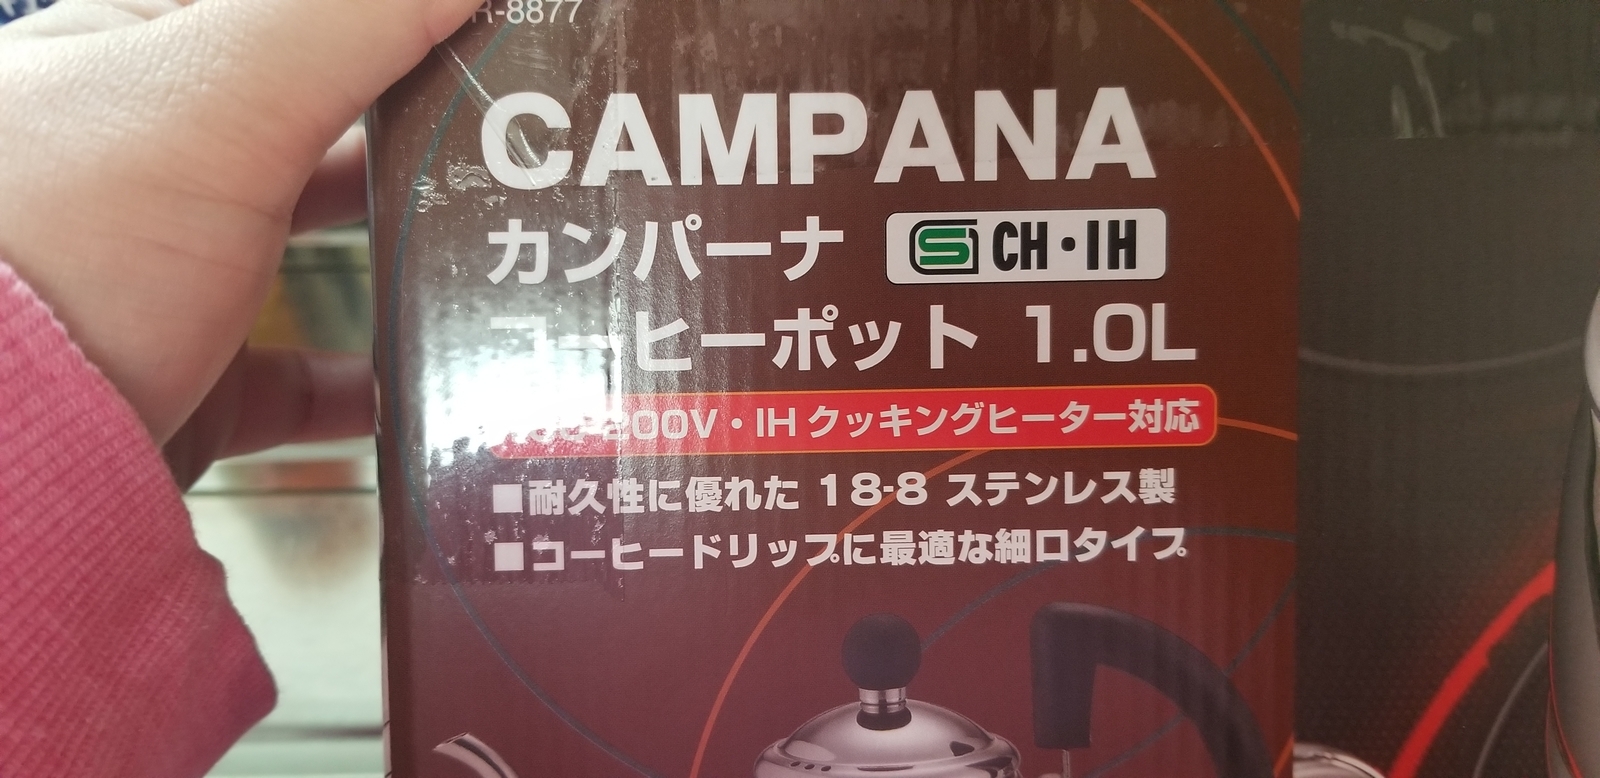 R-8877
CAMPANA
カンパーナ S CH・IH
コーヒーポット 1.0L
200V・IHクッキングヒーター対応
■耐久性に優れた 18-8 ステンレス製
■コーヒードリップに最適な細口タイプ